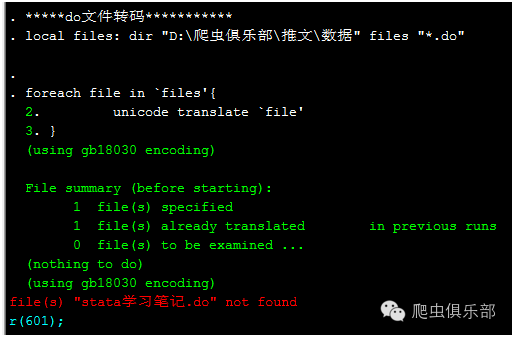 . *****do文件转码***********
. local files: dir "D:\爬虫俱乐部\推文\数据" files "*.do"
.
. foreach file in `files'{
2. unicode translate `file'
3. }
(using gb18030 encoding)
File summary (before starting):
1 file(s) specified
1 file(s) already translated in previous runs
0 file(s) to be examined ...
(nothing to do)
(using gb18030 encoding)
file(s) "stata学习笔记.do" not found
r(601);
爬虫俱乐部